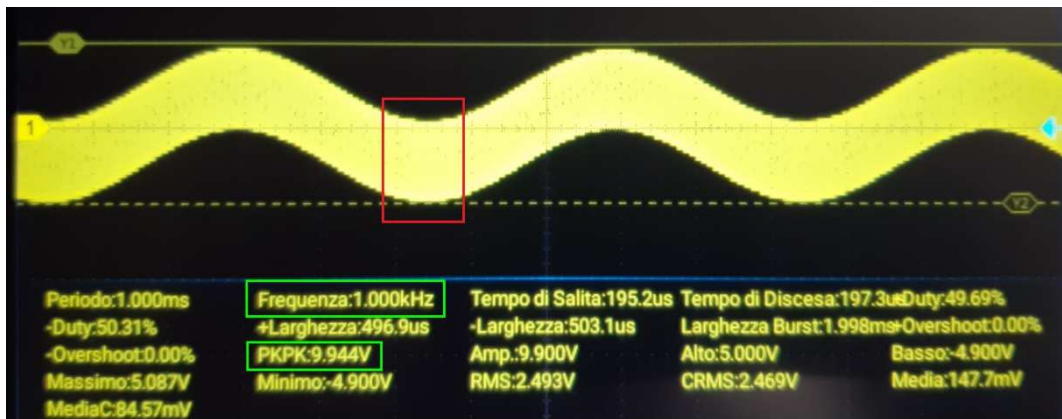 Y1
1
Y2
Periodo:1.000ms Frequenza:1.000kHz Tempo di Salita:195.2us Tempo di Discesa:197.3us +Duty:49.69%
-Duty:50.31% +Larghezza:496.9us -Larghezza:503.1us Larghezza Burst:1.998ms +Overshoot:0.00%
-Overshoot:0.00% PKPK:9.944V Amp.:9.900V Alto:5.000V Basso:-4.900V
Massimo:5.087V Minimo:-4.900V RMS:2.493V CRMS:2.469V Media:147.7mV
MediaC:84.57mV